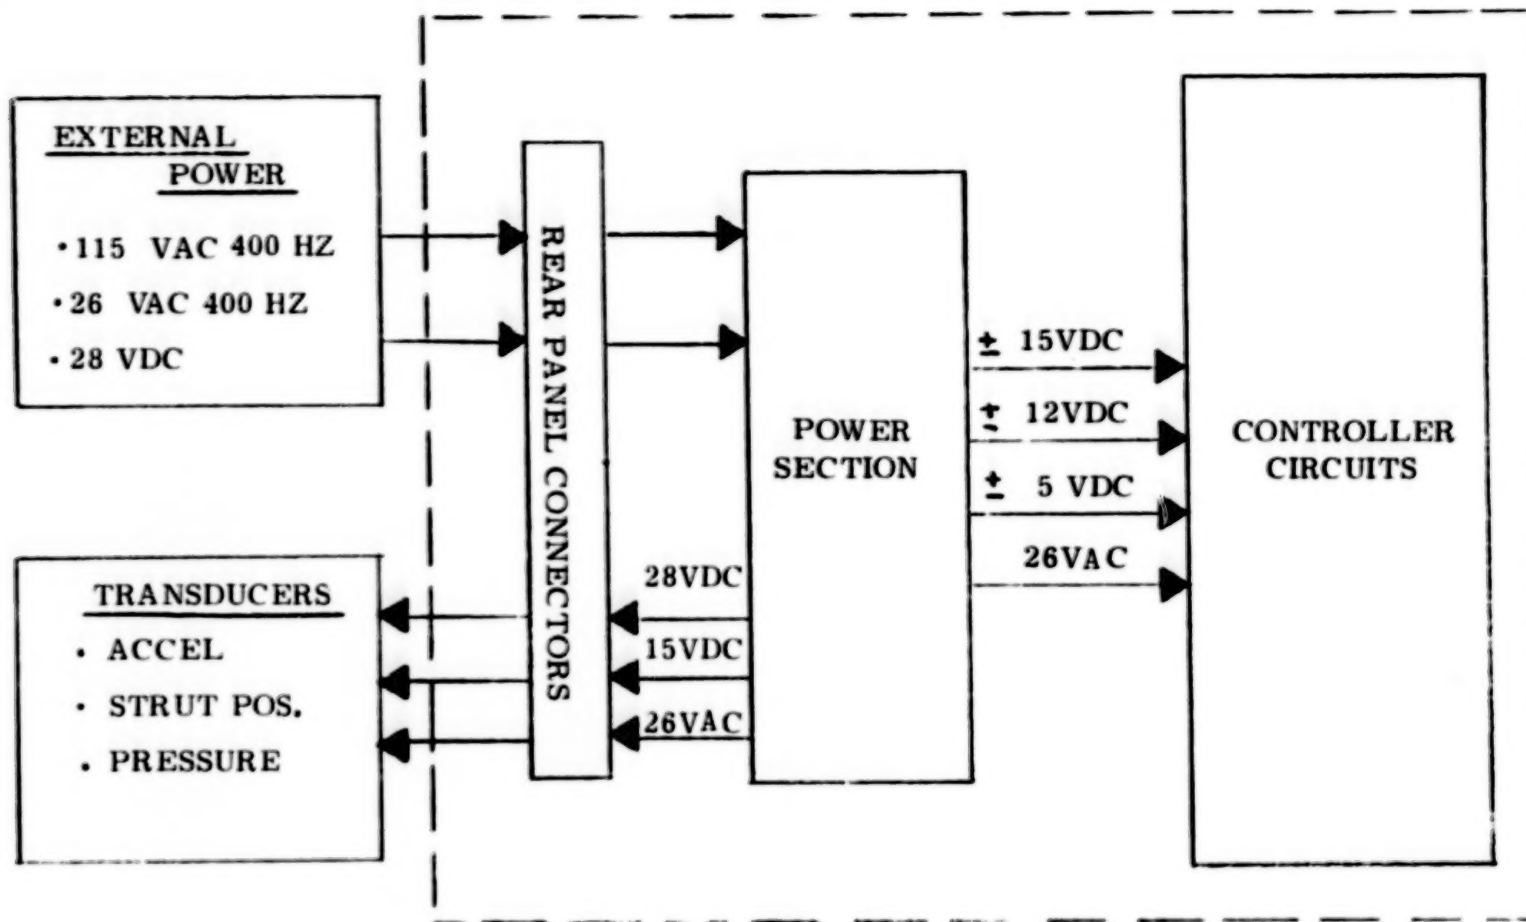 EXTERNAL
POWER
• 115 VAC 400 HZ
• 26 VAC 400 HZ
• 28 VDC
TRANSDUCERS
• ACCEL
• STRUT POS.
• PRESSURE
REAR PANEL CONNECTORS
28VDC
15VDC
26VAC
POWER
SECTION
± 15VDC
± 12VDC
± 5 VDC
26VAC
CONTROLLER
CIRCUITS